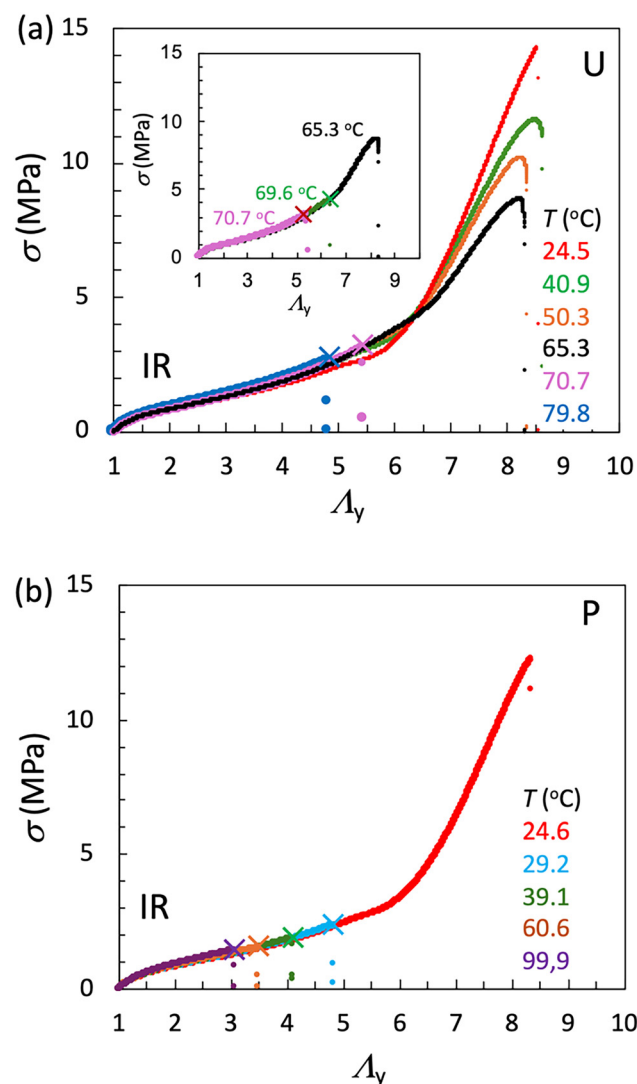 (a)
15
10
5
0
σ (MPa)
U
15
10
5
0
σ (MPa)
65.3 °C
69.6 °C
70.7 °C
1 3 5 7 9
Λy
T (°C)
24.5
40.9
50.3
65.3
70.7
79.8
IR
1 2 3 4 5 6 7 8 9 10
Λy
(b)
15
10
5
0
σ (MPa)
P
T (°C)
24.6
29.2
39.1
60.6
99,9
IR
1 2 3 4 5 6 7 8 9 10
Λy